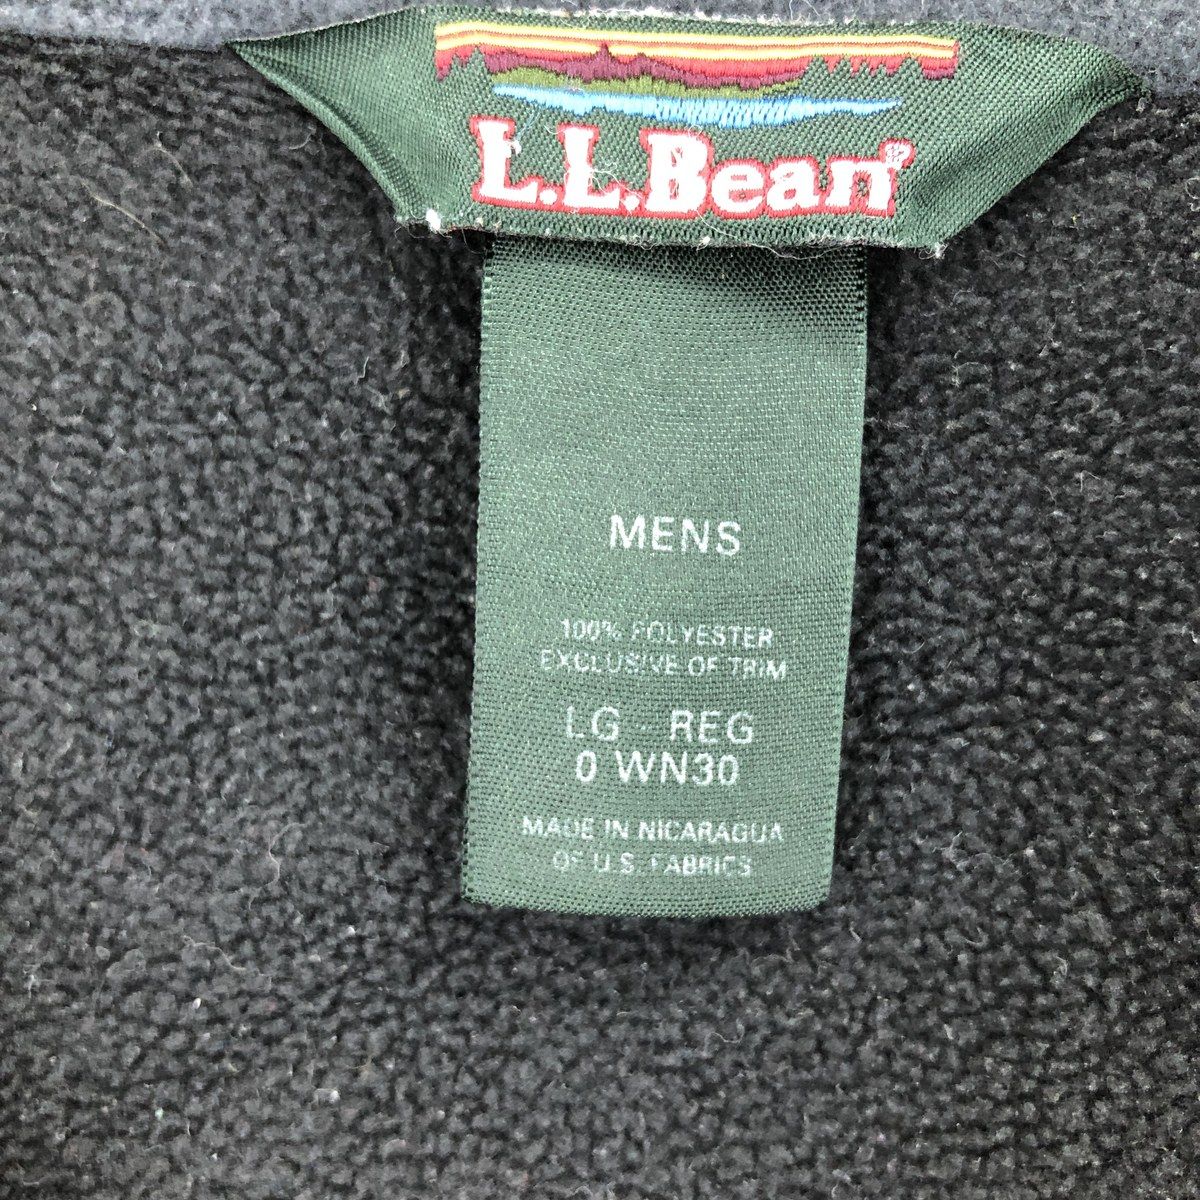 L.L.Bean®
MENS
100% POLYESTER
EXCLUSIVE OF TRIM
LG - REG
0 WN30
MADE IN NICARAGUA
OF U.S. FABRICS